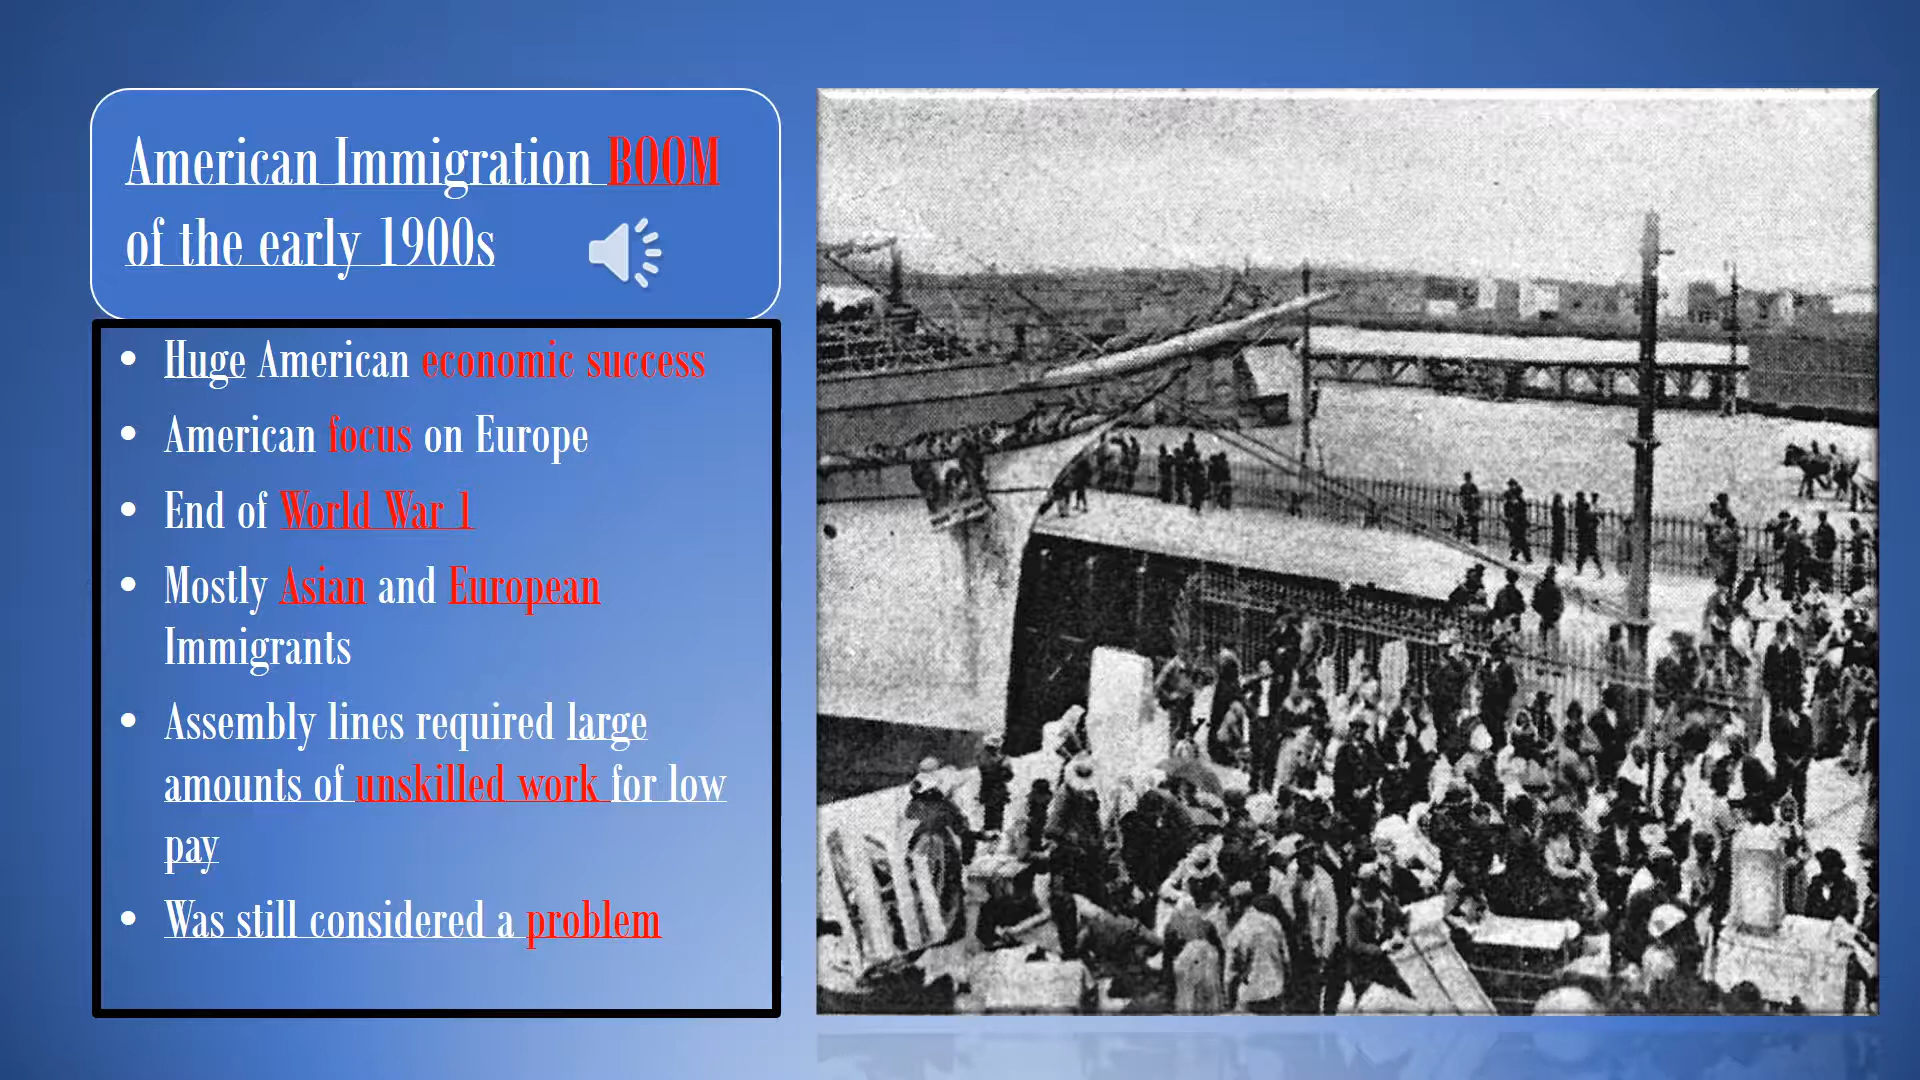 American Immigration BOOM
of the early 1900s
• Huge American economic success
• American focus on Europe
• End of World War 1
• Mostly Asian and European
Immigrants
• Assembly lines required large
amounts of unskilled work for low
pay
• Was still considered a problem